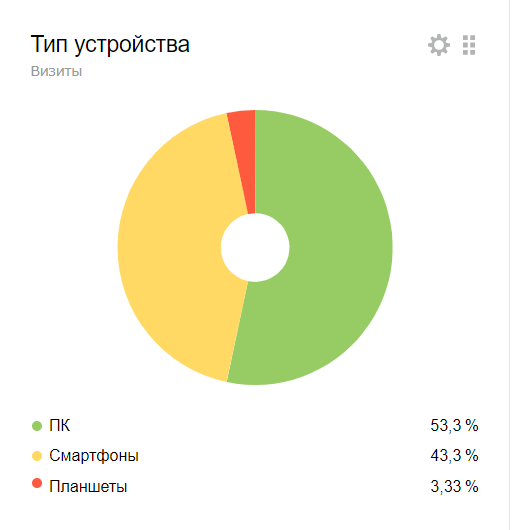 Тип устройства
Визиты
ПК 53,3 %
Смартфоны 43,3 %
Планшеты 3,33 %